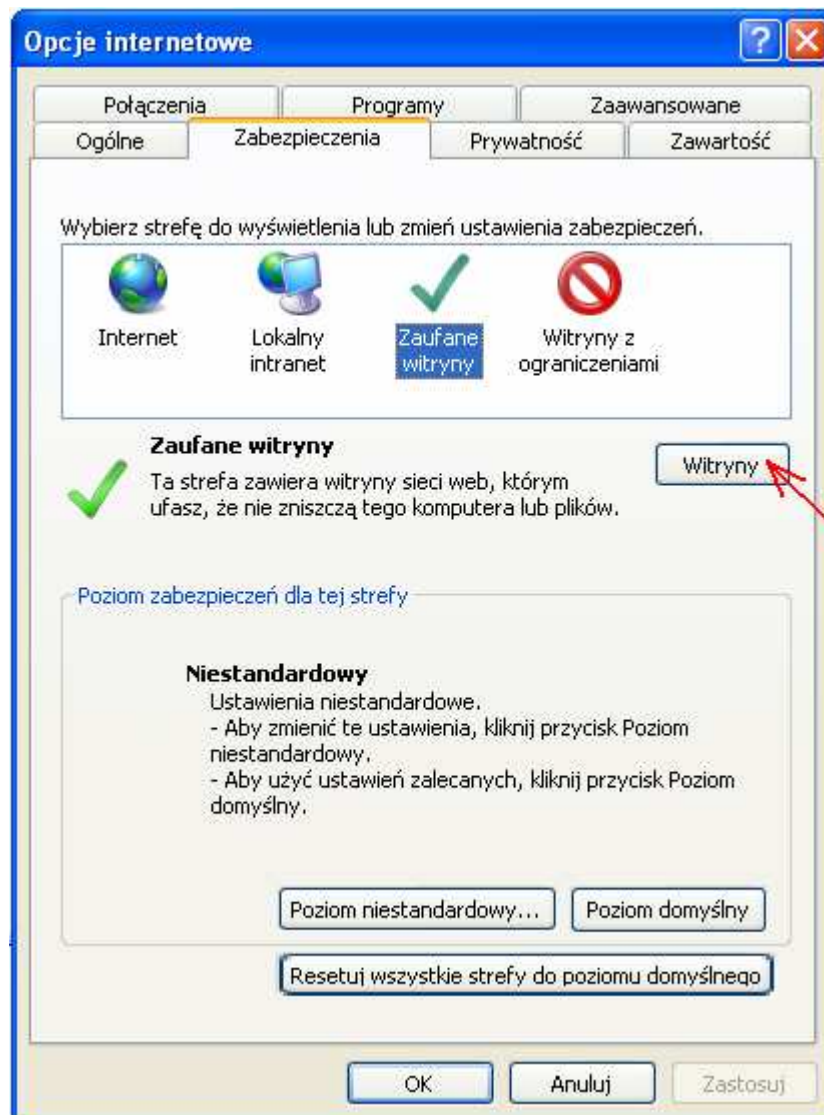 Opcje internetowe
Połączenia Programy Zaawansowane
Ogólne Zabezpieczenia Prywatność Zawartość
Wybierz strefę do wyświetlenia lub zmień ustawienia zabezpieczeń.
Internet Lokalny intranet Zaufane witryny Witryny z ograniczeniami
Zaufane witryny
Witryny
Ta strefa zawiera witryny sieci web, którym
ufasz, że nie zniszczą tego komputera lub plików.
Poziom zabezpieczeń dla tej strefy
Niestandardowy
Ustawienia niestandardowe.
- Aby zmienić te ustawienia, kliknij przycisk Poziom
niestandardowy.
- Aby użyć ustawień zalecanych, kliknij przycisk Poziom
domyślny.
Poziom niestandardowy... Poziom domyślny
Resetuj wszystkie strefy do poziomu domyślnego
OK Anuluj Zastosuj